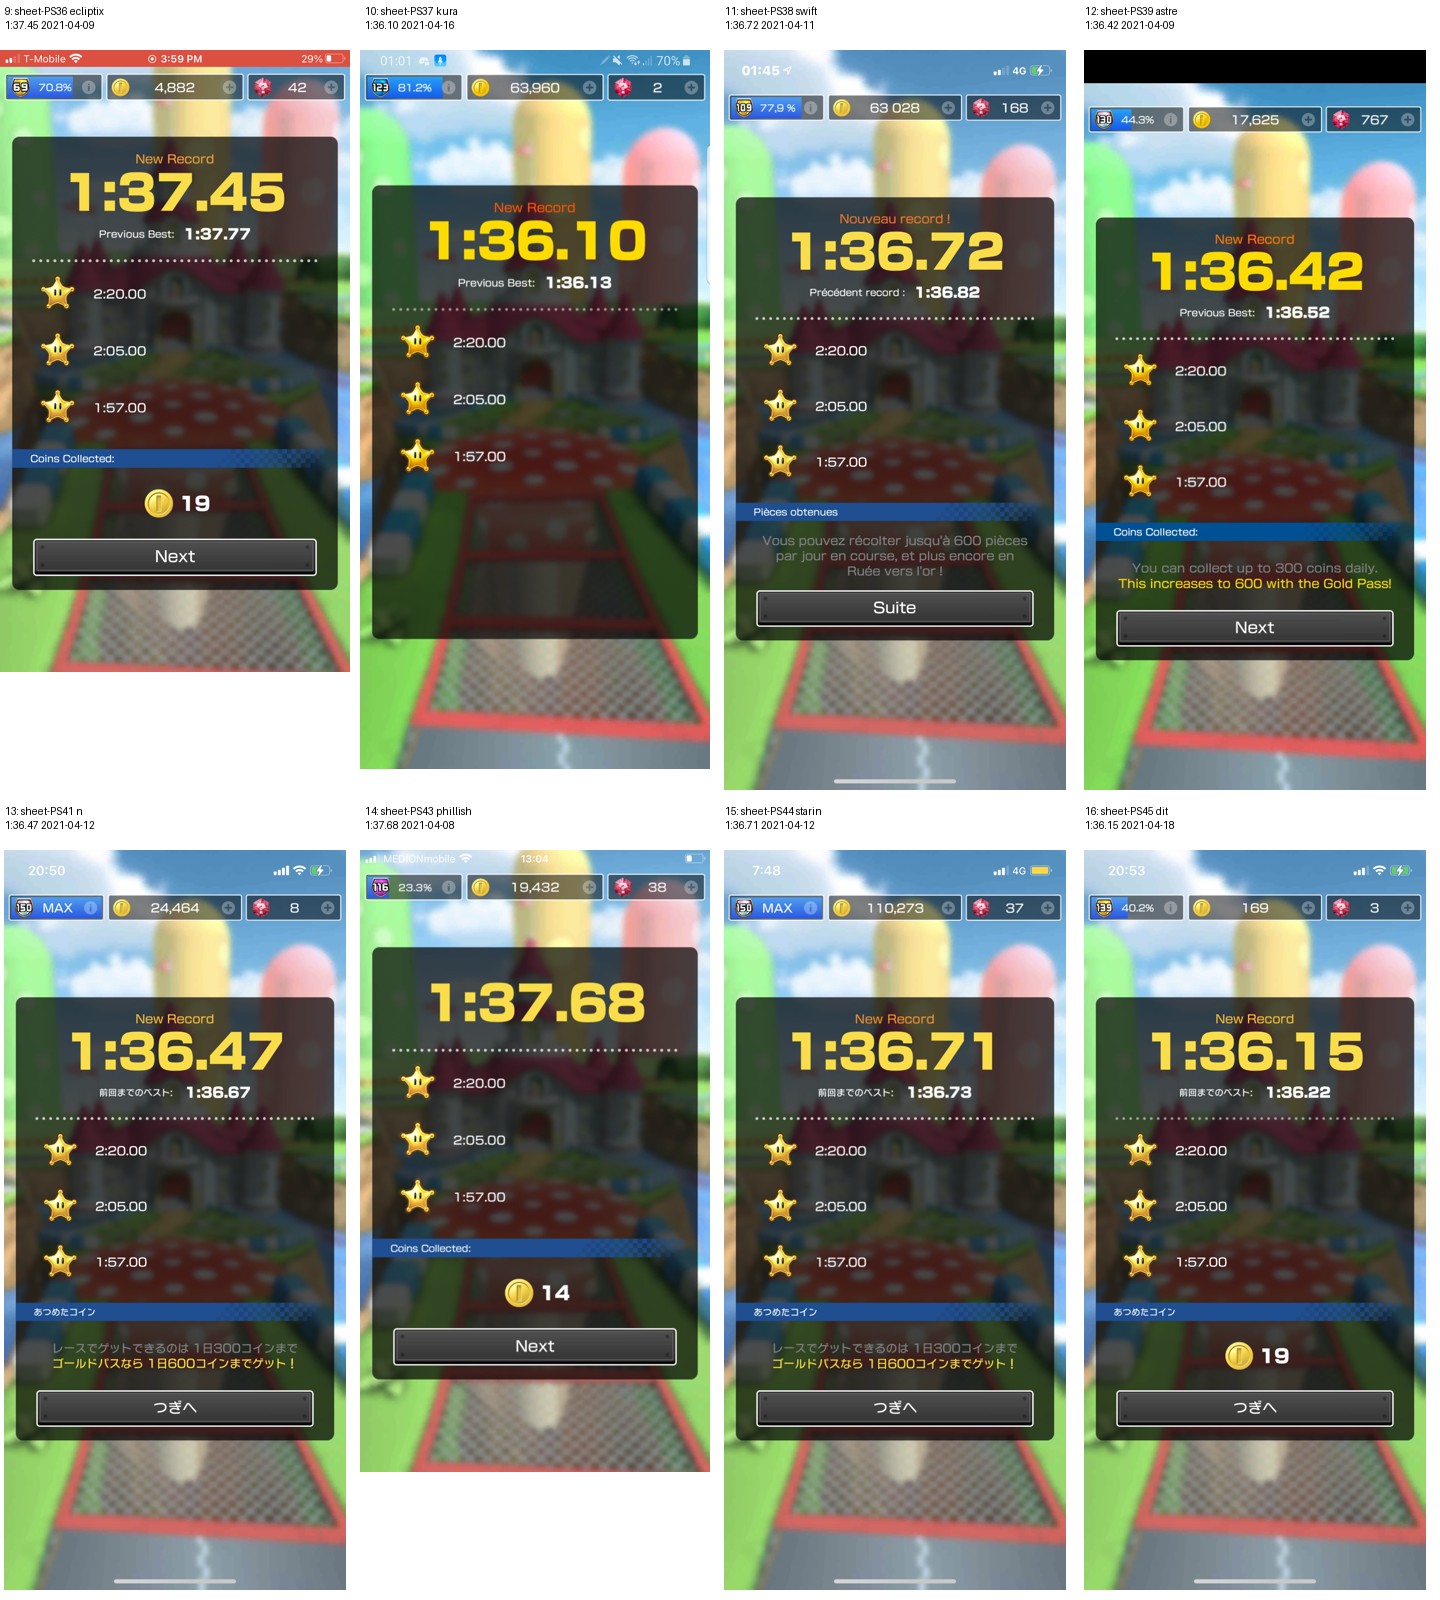 9: sheet-PS36 ecliptix
1:37.45 2021-04-09
T-Mobile 3:59 PM 29%
69 70.8% 4,882 42
New Record
1:37.45
Previous Best: 1:37.77
2:20.00
2:05.00
1:57.00
Coins Collected:
19
Next
10: sheet-PS37 kura
1:36.10 2021-04-16
01:01 70%
123 81.2% 63,960 2
New Record
1:36.10
Previous Best: 1:36.13
2:20.00
2:05.00
1:57.00
11: sheet-PS38 swift
1:36.72 2021-04-11
01:45 4G
109 77,9 % 63 028 168
Nouveau record !
1:36.72
Précédent record : 1:36.82
2:20.00
2:05.00
1:57.00
Pièces obtenues
Vous pouvez récolter jusqu'à 600 pièces
par jour en course, et plus encore en
Ruée vers l'or !
Suite
12: sheet-PS39 astre
1:36.42 2021-04-09
130 44.3% 17,625 767
New Record
1:36.42
Previous Best: 1:36.52
2:20.00
2:05.00
1:57.00
Coins Collected:
You can collect up to 300 coins daily.
This increases to 600 with the Gold Pass!
Next
13: sheet-PS41 n
1:36.47 2021-04-12
20:50
150 MAX 24,464 8
New Record
1:36.47
前回までのベスト: 1:36.67
2:20.00
2:05.00
1:57.00
あつめたコイン
レースでゲットできるのは 1日300コインまで
ゴールドパスなら 1日600コインまでゲット！
つぎへ
14: sheet-PS43 phillish
1:37.68 2021-04-08
MEDIONmobile 13:04
116 23.3% 19,432 38
1:37.68
2:20.00
2:05.00
1:57.00
Coins Collected:
14
Next
15: sheet-PS44 starin
1:36.71 2021-04-12
7:48 4G
150 MAX 110,273 37
New Record
1:36.71
前回までのベスト: 1:36.73
2:20.00
2:05.00
1:57.00
あつめたコイン
レースでゲットできるのは 1日300コインまで
ゴールドパスなら 1日600コインまでゲット！
つぎへ
16: sheet-PS45 dit
1:36.15 2021-04-18
20:53
139 40.2% 169 3
New Record
1:36.15
前回までのベスト: 1:36.22
2:20.00
2:05.00
1:57.00
あつめたコイン
19
つぎへ